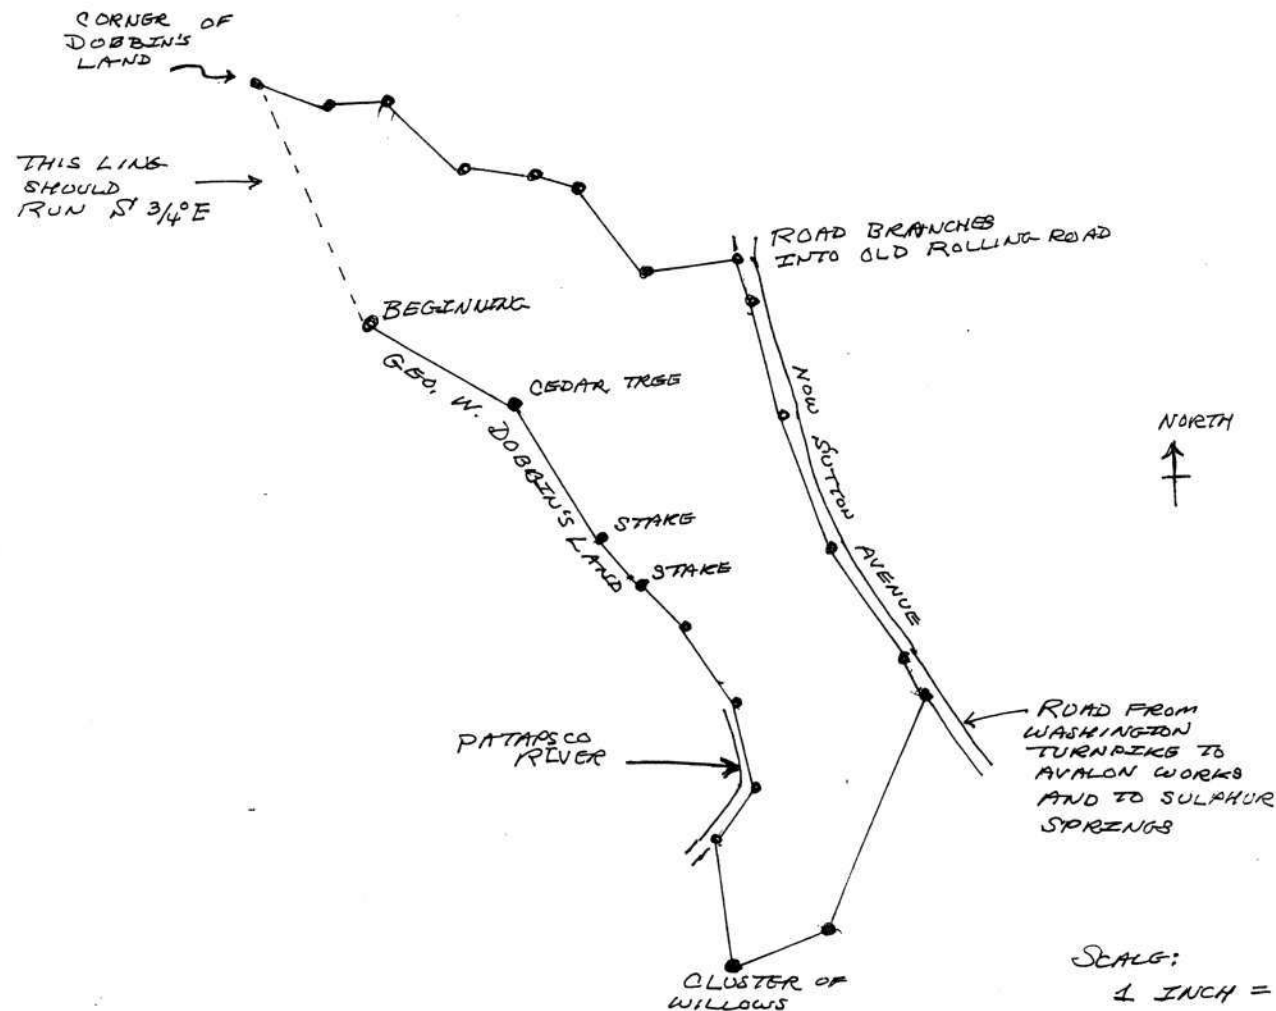 CORNER OF
DOBBIN'S
LAND
THIS LINE
SHOULD
RUN S 3/4° E
BEGINNING
GEO. W. DOBBIN'S LAND
CEDAR TREE
STAKE
STAKE
ROAD BRANCHES
INTO OLD ROLLING ROAD
NOW SUTTON AVENUE
NORTH
PATAPSCO
RIVER
ROAD FROM
WASHINGTON
TURNPIKE TO
AVALON WORKS
AND TO SULPHUR
SPRINGS
CLUSTER OF
WILLOWS
SCALE:
1 INCH =